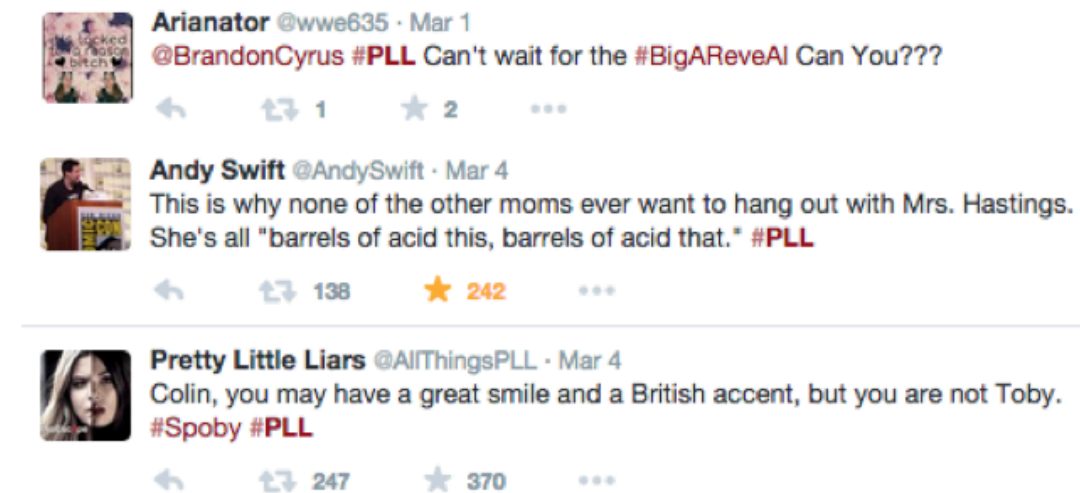 Arianator @wwe635 · Mar 1
@BrandonCyrus #PLL Can't wait for the #BigAReveAl Can You???
1 2
Andy Swift @AndySwift · Mar 4
This is why none of the other moms ever want to hang out with Mrs. Hastings.
She's all "barrels of acid this, barrels of acid that." #PLL
138 242
Pretty Little Liars @AllThingsPLL · Mar 4
Colin, you may have a great smile and a British accent, but you are not Toby.
#Spoby #PLL
247 370